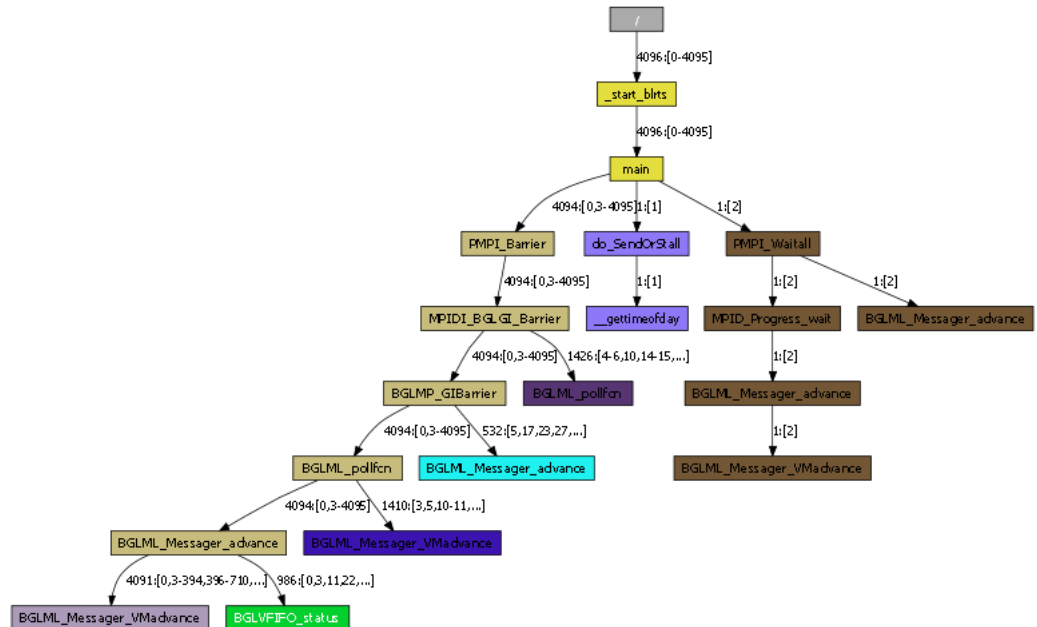 /
4096:[0-4095]
_start_blrts
4096:[0-4095]
main
4094:[0,3-4095]
1:[1]
1:[2]
PMPI_Barrier
do_SendOrStall
PMPI_Waitall
4094:[0,3-4095]
1:[1]
1:[2]
1:[2]
MPIDI_BGLGI_Barrier
__gettimeofday
MPID_Progress_wait
BGLML_Messager_advance
4094:[0,3-4095]
1426:[4-6,10,14-15,...]
1:[2]
BGLMP_GIBarrier
BGLML_pollfcn
BGLML_Messager_advance
4094:[0,3-4095]
532:[5,17,23,27,...]
1:[2]
BGLML_pollfcn
BGLML_Messager_advance
BGLML_Messager_VMadvance
4094:[0,3-4095]
1410:[3,5,10-11,...]
BGLML_Messager_advance
BGLML_Messager_VMadvance
4091:[0,3-394,396-710,...]
986:[0,3,11,22,...]
BGLML_Messager_VMadvance
BGLVFIFO_status